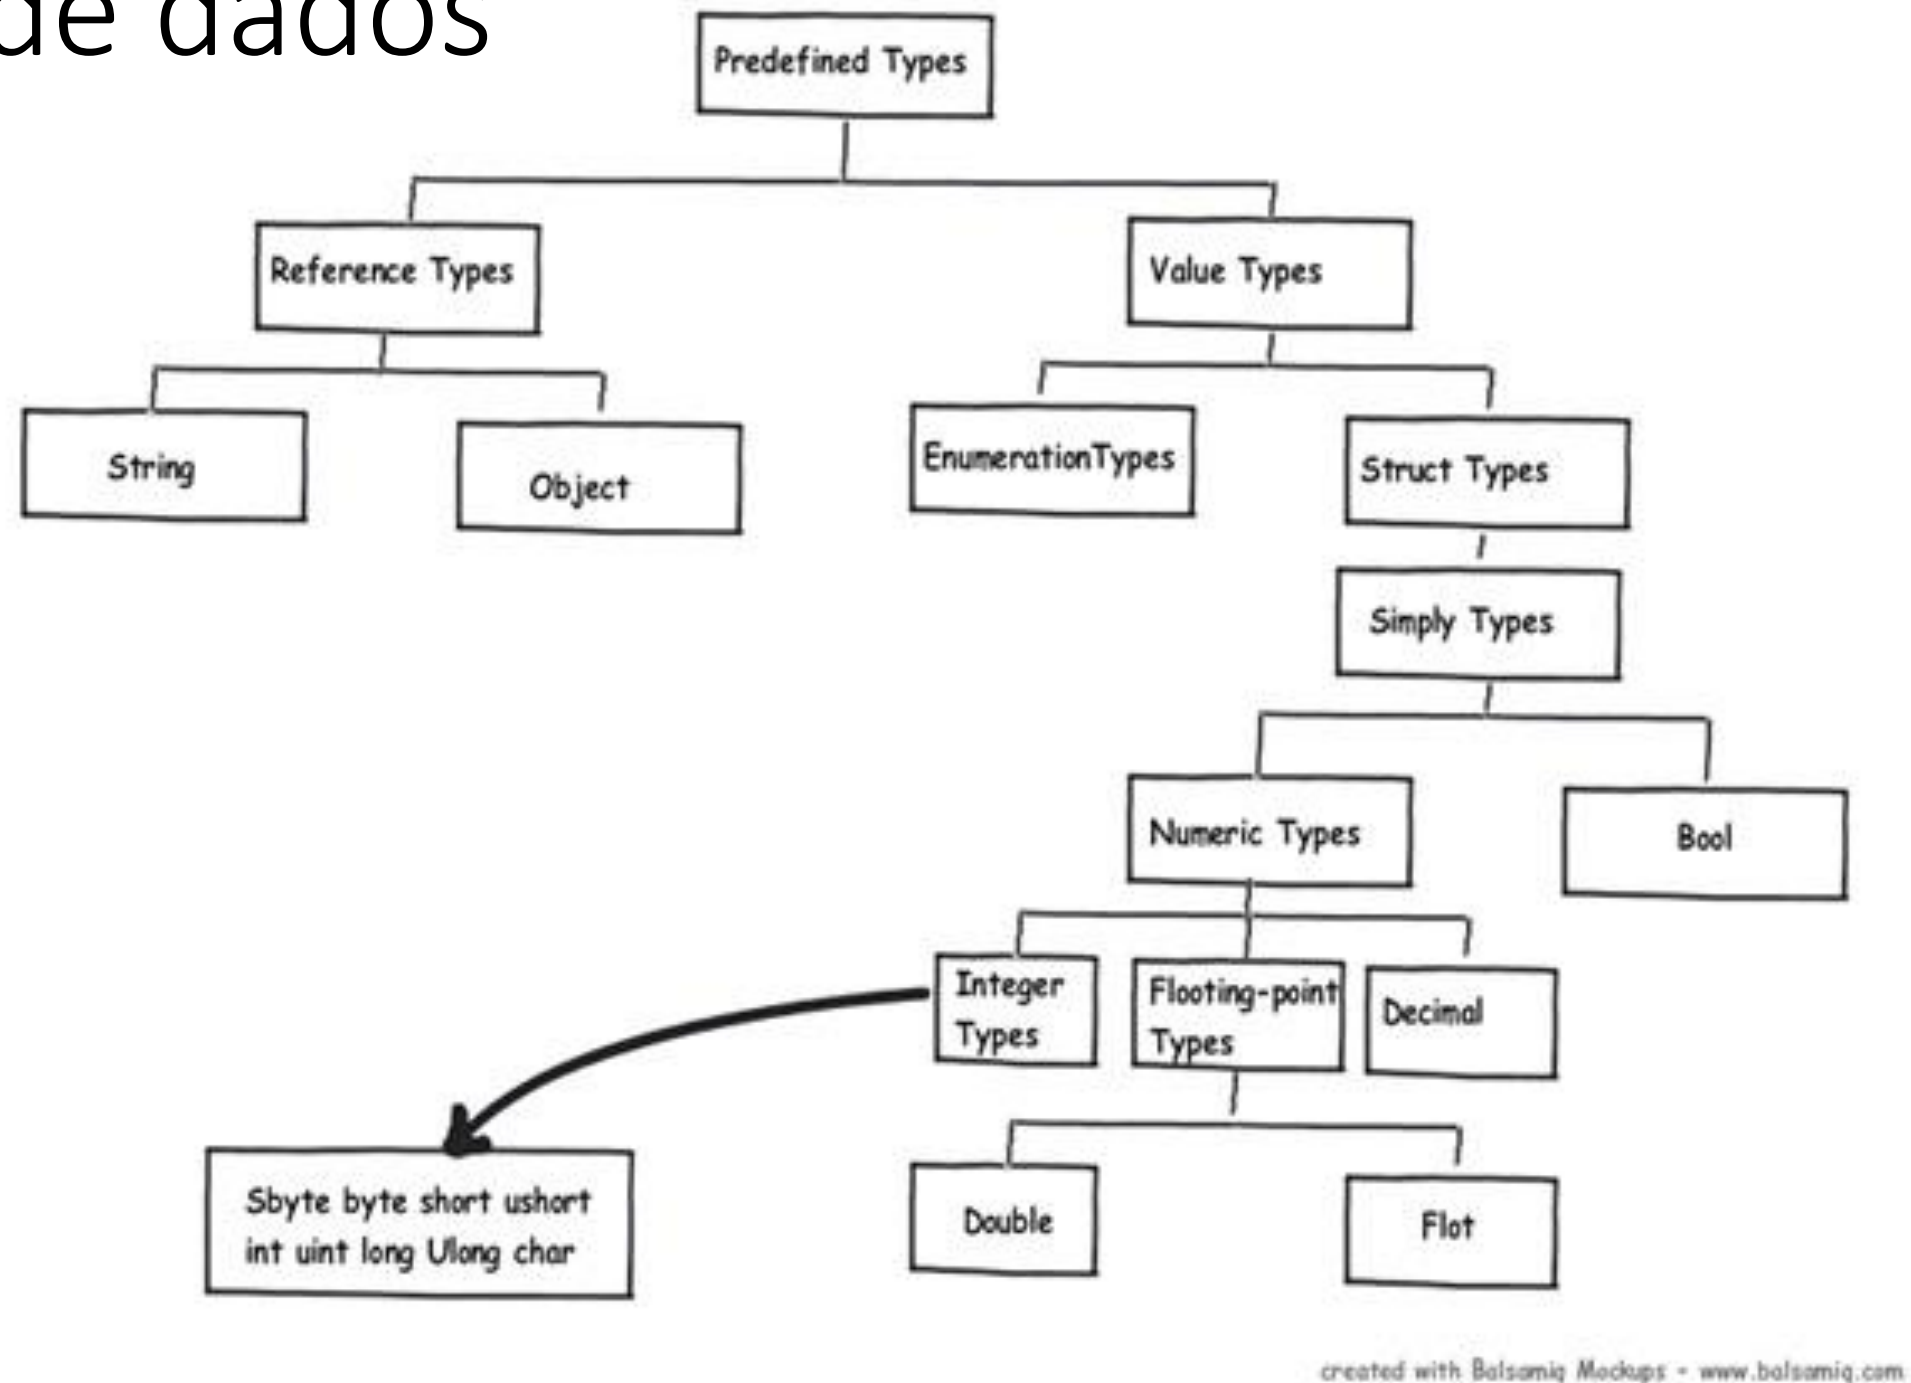 de dados
Predefined Types
Reference Types
Value Types
String
Object
EnumerationTypes
Struct Types
Simply Types
Numeric Types
Bool
Integer
Types
Flooting-point
Types
Decimal
Sbyte byte short ushort
int uint long Ulong char
Double
Flot
created with Balsamiq Mockups - www.balsamiq.com